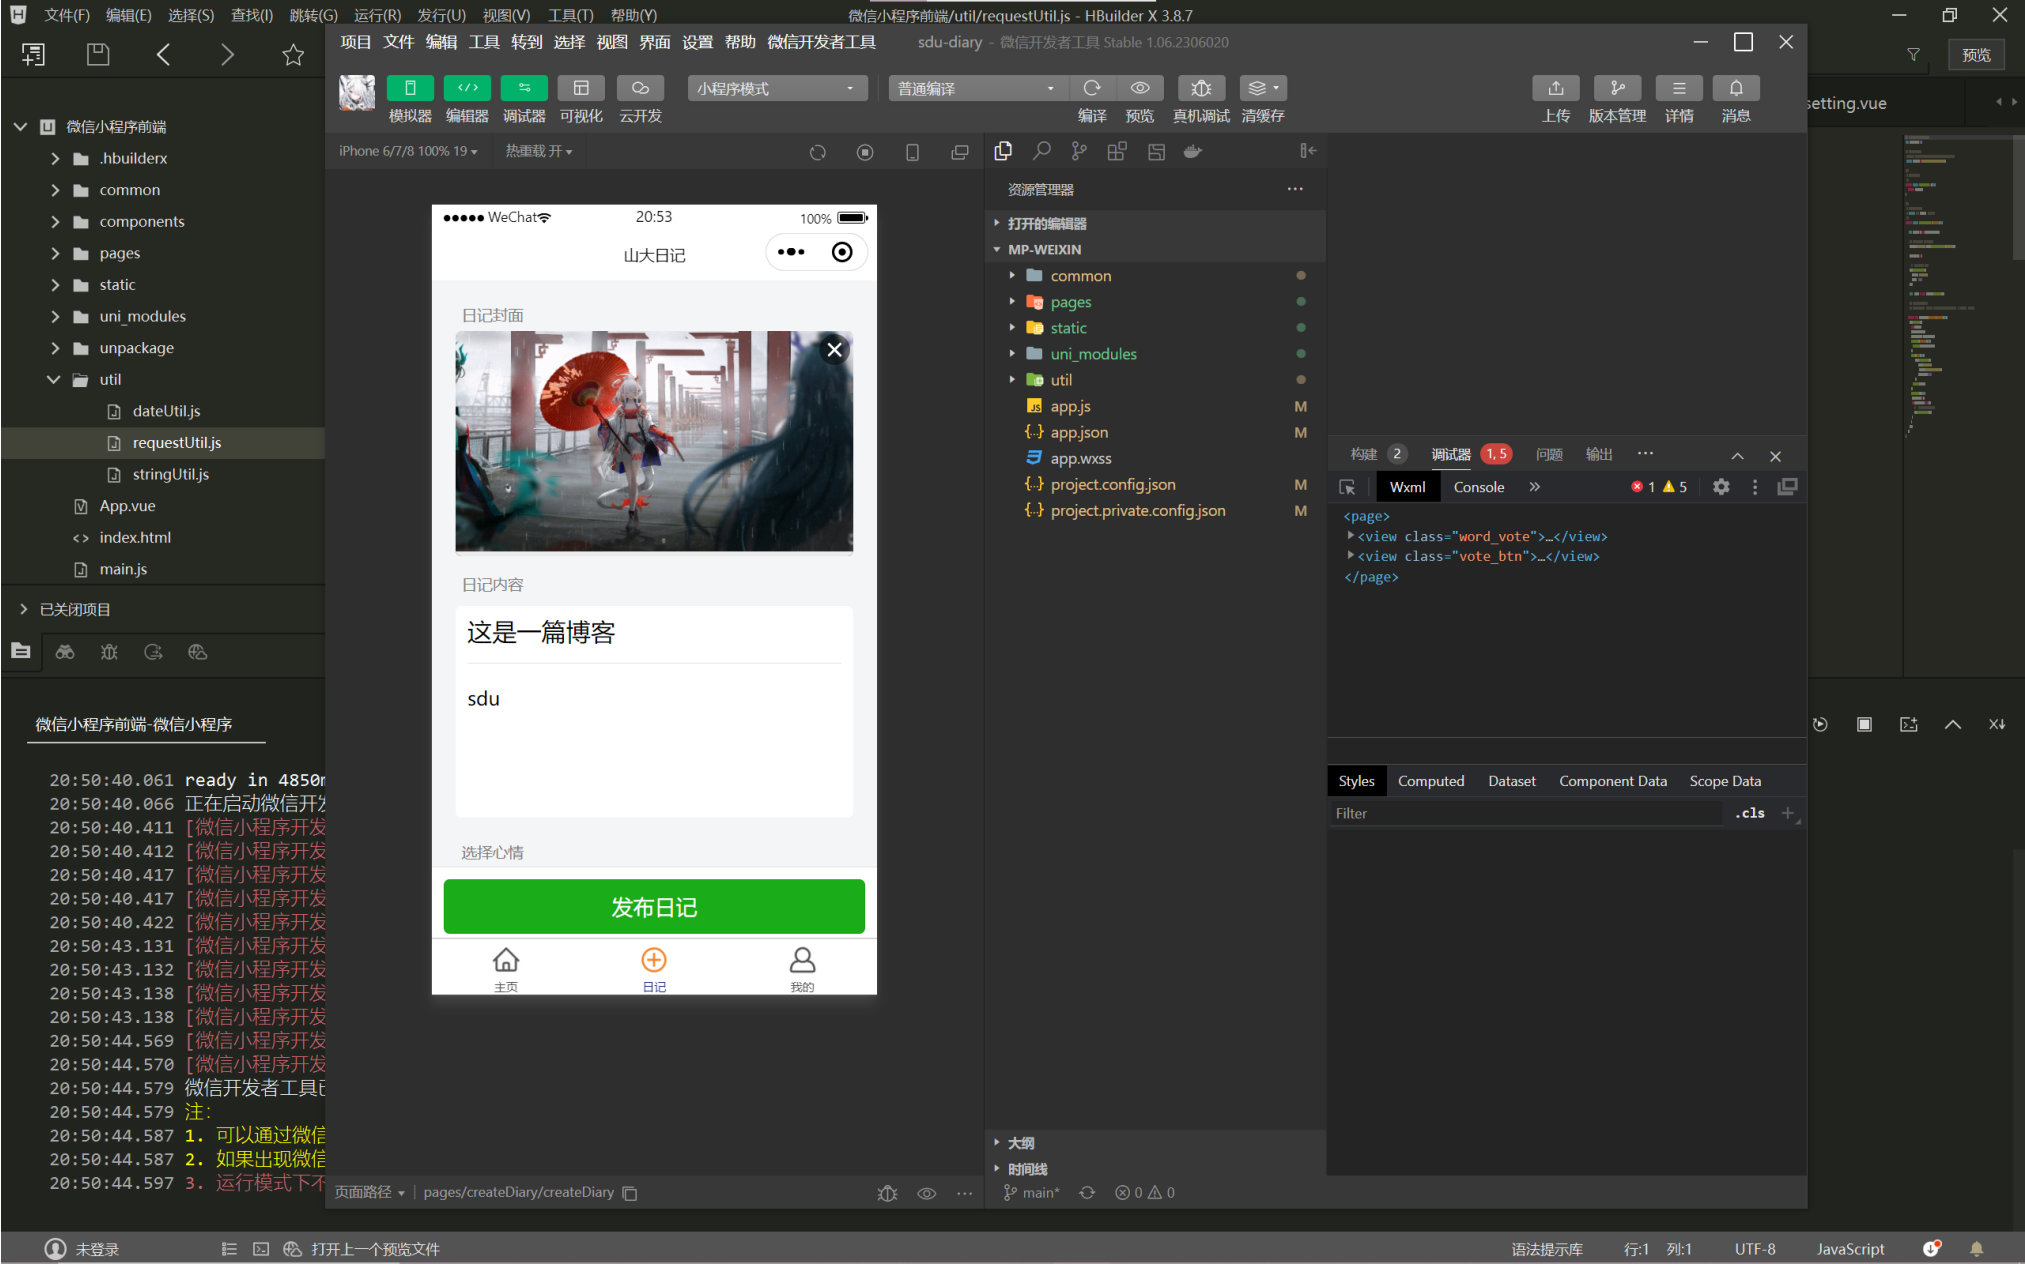 文件(F) 编辑(E) 选择(S) 查找(I) 跳转(G) 运行(R) 发行(U) 视图(V) 工具(T) 帮助(Y)
微信小程序前端/util/requestUtil.js - HBuilder X 3.8.7
预览
setting.vue
微信小程序前端
.hbuilderx
common
components
pages
static
uni_modules
unpackage
util
dateUtil.js
requestUtil.js
stringUtil.js
App.vue
index.html
main.js
已关闭项目
项目 文件 编辑 工具 转到 选择 视图 界面 设置 帮助 微信开发者工具
sdu-diary - 微信开发者工具 Stable 1.06.2306020
小程序模式
普通编译
模拟器 编辑器 调试器 可视化 云开发
编译 预览 真机调试 清缓存
上传 版本管理 详情 消息
iPhone 6/7/8 100% 19
热重载 开
WeChat
20:53
100%
山大日记
日记封面
日记内容
这是一篇博客
sdu
选择心情
发布日记
主页
日记
我的
页面路径
pages/createDiary/createDiary
资源管理器
打开的编辑器
MP-WEIXIN
common
pages
static
uni_modules
util
JS app.js M
{..} app.json M
app.wxss
{..} project.config.json M
{..} project.private.config.json M
大纲
时间线
main*
0 0
构建 2 调试器 1, 5 问题 输出
Wxml Console
1 5
<page>
<view class="word_vote">…</view>
<view class="vote_btn">…</view>
</page>
Styles Computed Dataset Component Data Scope Data
Filter
.cls
微信小程序前端-微信小程序
20:50:40.061 ready in 4850
20:50:40.066 正在启动微信开
20:50:40.411 [微信小程序开发
20:50:40.412 [微信小程序开发
20:50:40.417 [微信小程序开发
20:50:40.417 [微信小程序开发
20:50:40.422 [微信小程序开发
20:50:43.131 [微信小程序开发
20:50:43.132 [微信小程序开发
20:50:43.138 [微信小程序开发
20:50:43.138 [微信小程序开发
20:50:44.569 [微信小程序开发
20:50:44.570 [微信小程序开发
20:50:44.579 微信开发者工具
20:50:44.579 注:
20:50:44.587 1. 可以通过微信
20:50:44.587 2. 如果出现微信
20:50:44.597 3. 运行模式下不
未登录
打开上一个预览文件
语法提示库
行:1 列:1
UTF-8
JavaScript